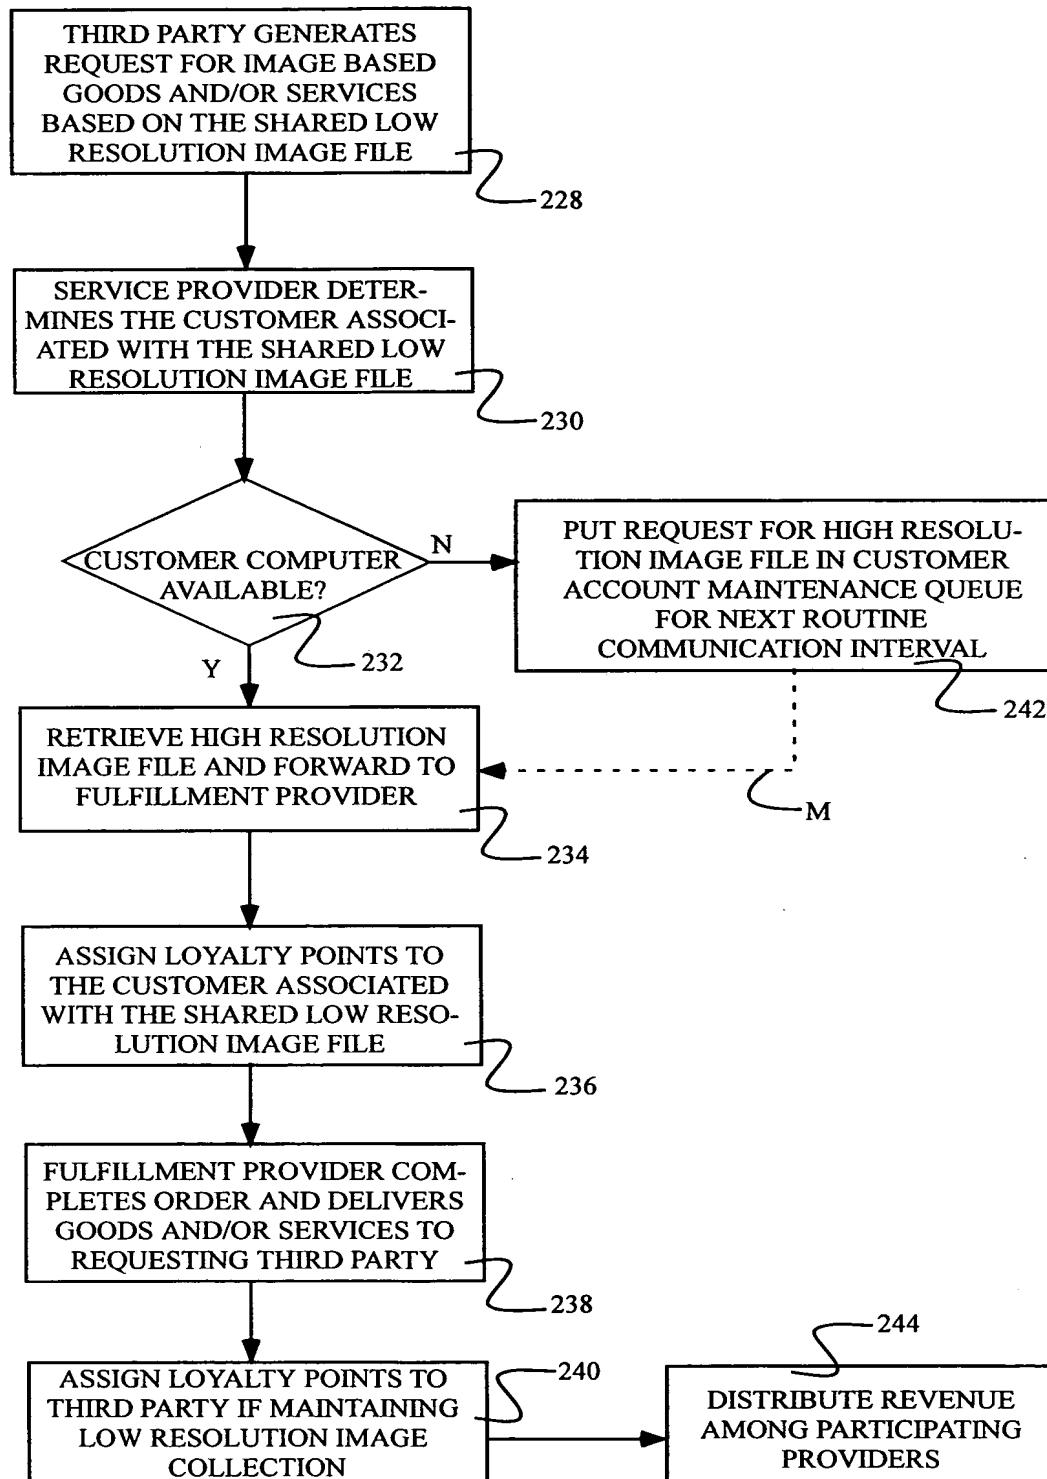 THIRD PARTY GENERATES
REQUEST FOR IMAGE BASED
GOODS AND/OR SERVICES
BASED ON THE SHARED LOW
RESOLUTION IMAGE FILE
228
SERVICE PROVIDER DETER-
MINES THE CUSTOMER ASSOCI-
ATED WITH THE SHARED LOW
RESOLUTION IMAGE FILE
230
CUSTOMER COMPUTER
AVAILABLE?
232
N
Y
PUT REQUEST FOR HIGH RESOLU-
TION IMAGE FILE IN CUSTOMER
ACCOUNT MAINTENANCE QUEUE
FOR NEXT ROUTINE
COMMUNICATION INTERVAL
242
M
RETRIEVE HIGH RESOLUTION
IMAGE FILE AND FORWARD TO
FULFILLMENT PROVIDER
234
ASSIGN LOYALTY POINTS TO
THE CUSTOMER ASSOCIATED
WITH THE SHARED LOW RESO-
LUTION IMAGE FILE
236
FULFILLMENT PROVIDER COM-
PLETES ORDER AND DELIVERS
GOODS AND/OR SERVICES TO
REQUESTING THIRD PARTY
238
ASSIGN LOYALTY POINTS TO
THIRD PARTY IF MAINTAINING
LOW RESOLUTION IMAGE
COLLECTION
240
244
DISTRIBUTE REVENUE
AMONG PARTICIPATING
PROVIDERS